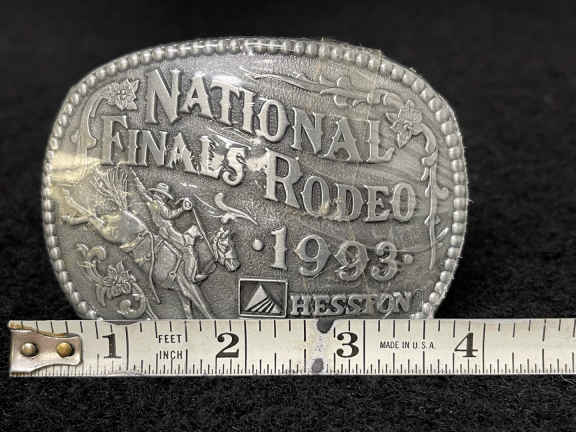 NATIONAL
FINALS RODEO
1993
HESSTON
1 FEET INCH 2 3 MADE IN U.S.A. 4